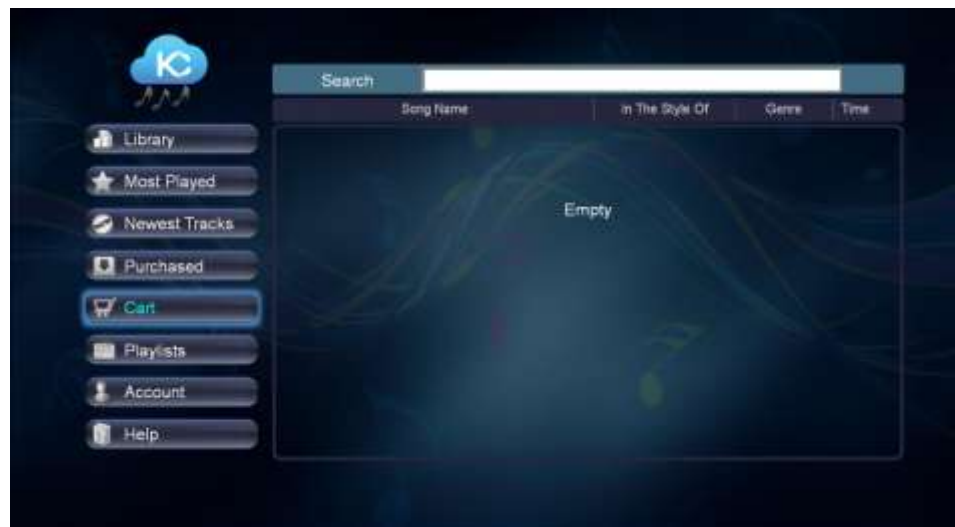 KC
Search
Song Name In The Style Of Genre Time
Library
Most Played
Newest Tracks
Purchased
Cart
Playlists
Account
Help
Empty